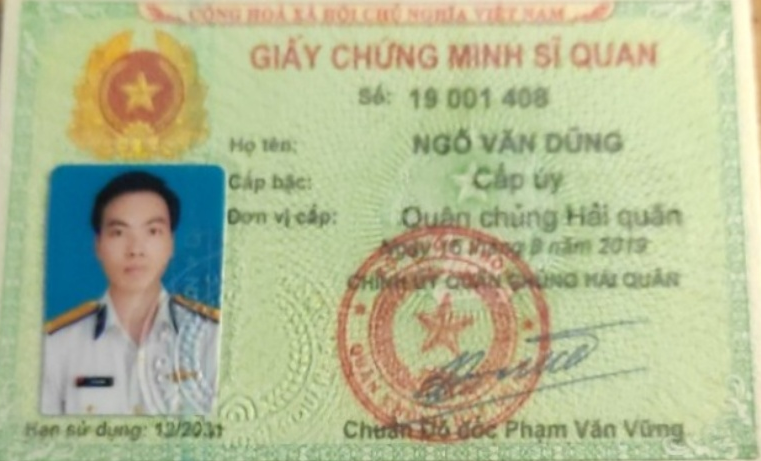 CỘNG HOÀ XÃ HỘI CHỦ NGHĨA VIỆT NAM
GIẤY CHỨNG MINH SĨ QUAN
Số: 19 001 408
Họ tên: NGÔ VĂN DŨNG
Cấp bậc: Cấp úy
Đơn vị cấp: Quân chủng Hải quân
Ngày 16 tháng 8 năm 2019
CHÍNH ỦY QUÂN CHỦNG HẢI QUÂN
Hạn sử dụng: 12/2031
Chuẩn Đô đốc Phạm Văn Vững